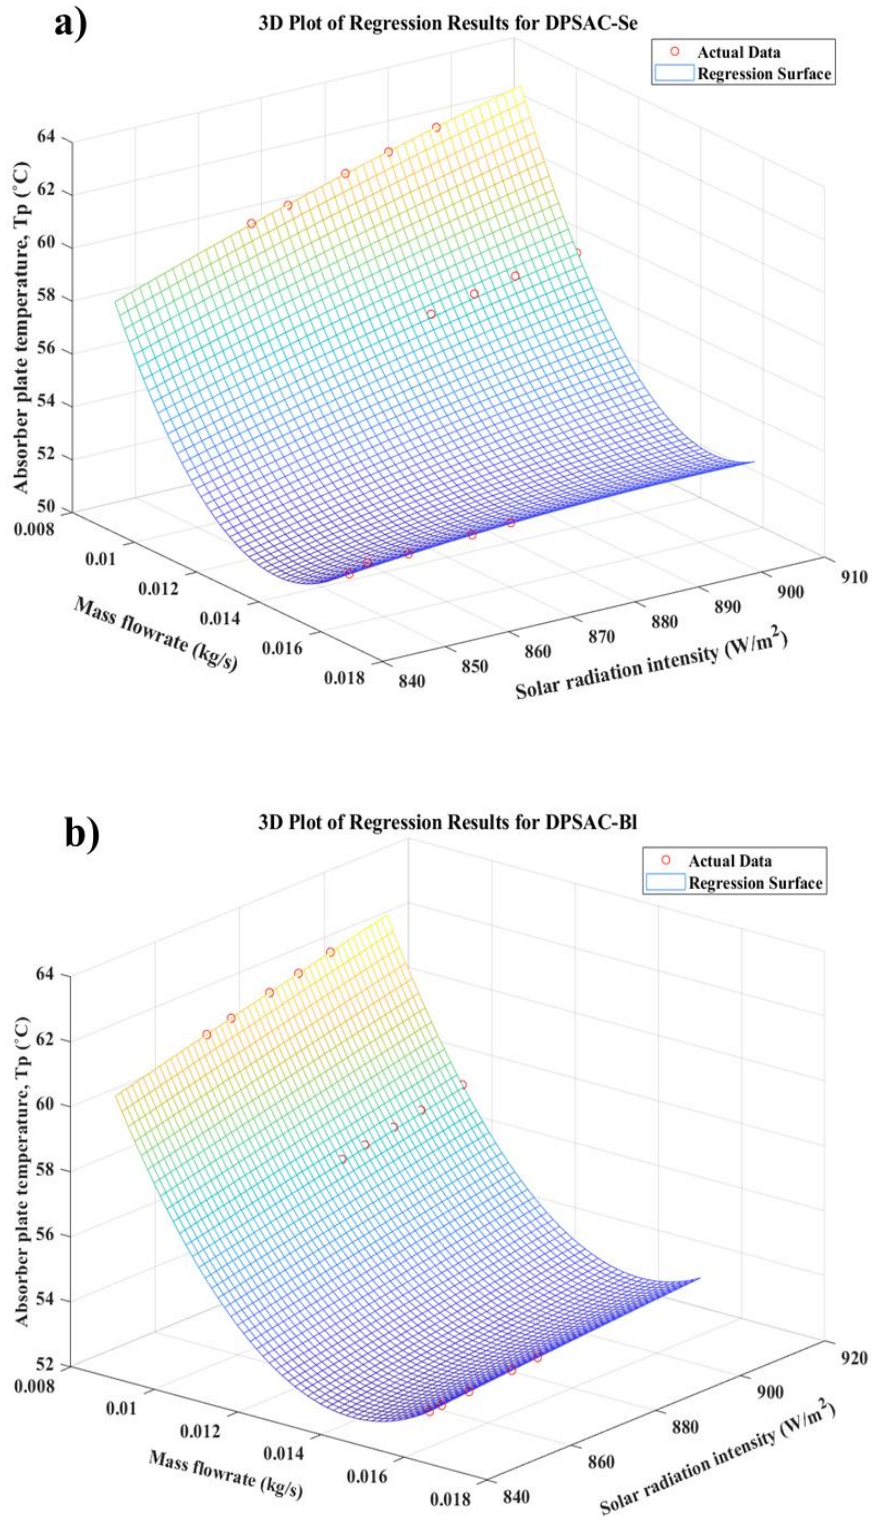 a)
3D Plot of Regression Results for DPSAC-Se
Actual Data
Regression Surface
Absorber plate temperature, Tp (˚C)
64
62
60
58
56
54
52
50
0.008
0.01
0.012
0.014
0.016
0.018
Mass flowrate (kg/s)
840
850
860
870
880
890
900
910
Solar radiation intensity (W/m²)
b)
3D Plot of Regression Results for DPSAC-Bl
Actual Data
Regression Surface
Absorber plate temperature, Tp (˚C)
64
62
60
58
56
54
52
0.008
0.01
0.012
0.014
0.016
0.018
Mass flowrate (kg/s)
840
860
880
900
920
Solar radiation intensity (W/m²)